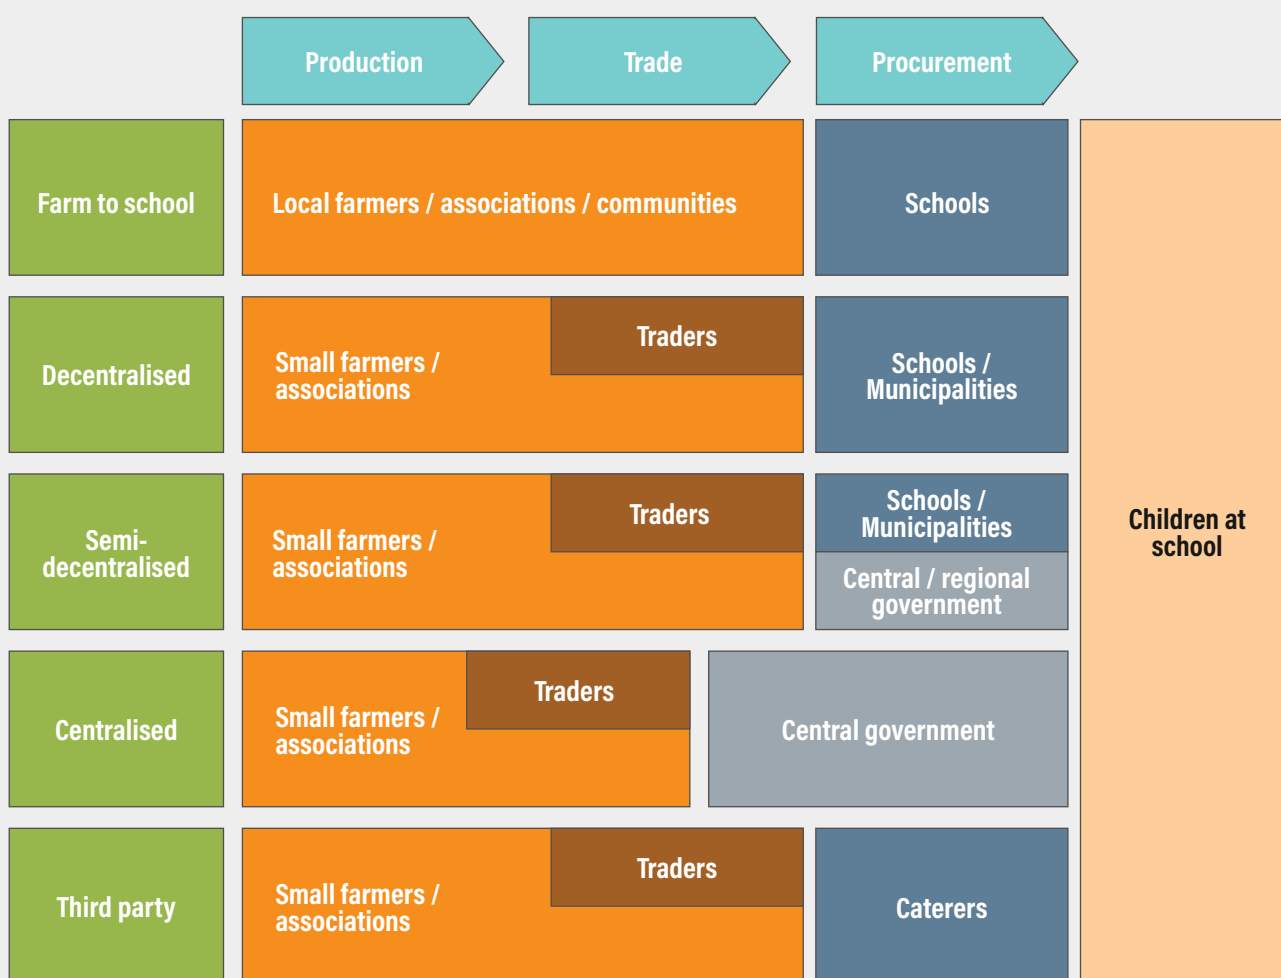 Production
Trade
Procurement
Farm to school
Local farmers / associations / communities
Schools
Decentralised
Small farmers /
associations
Traders
Schools /
Municipalities
Semi-
decentralised
Small farmers /
associations
Traders
Schools /
Municipalities
Central / regional
government
Centralised
Small farmers /
associations
Traders
Central government
Third party
Small farmers /
associations
Traders
Caterers
Children at
school